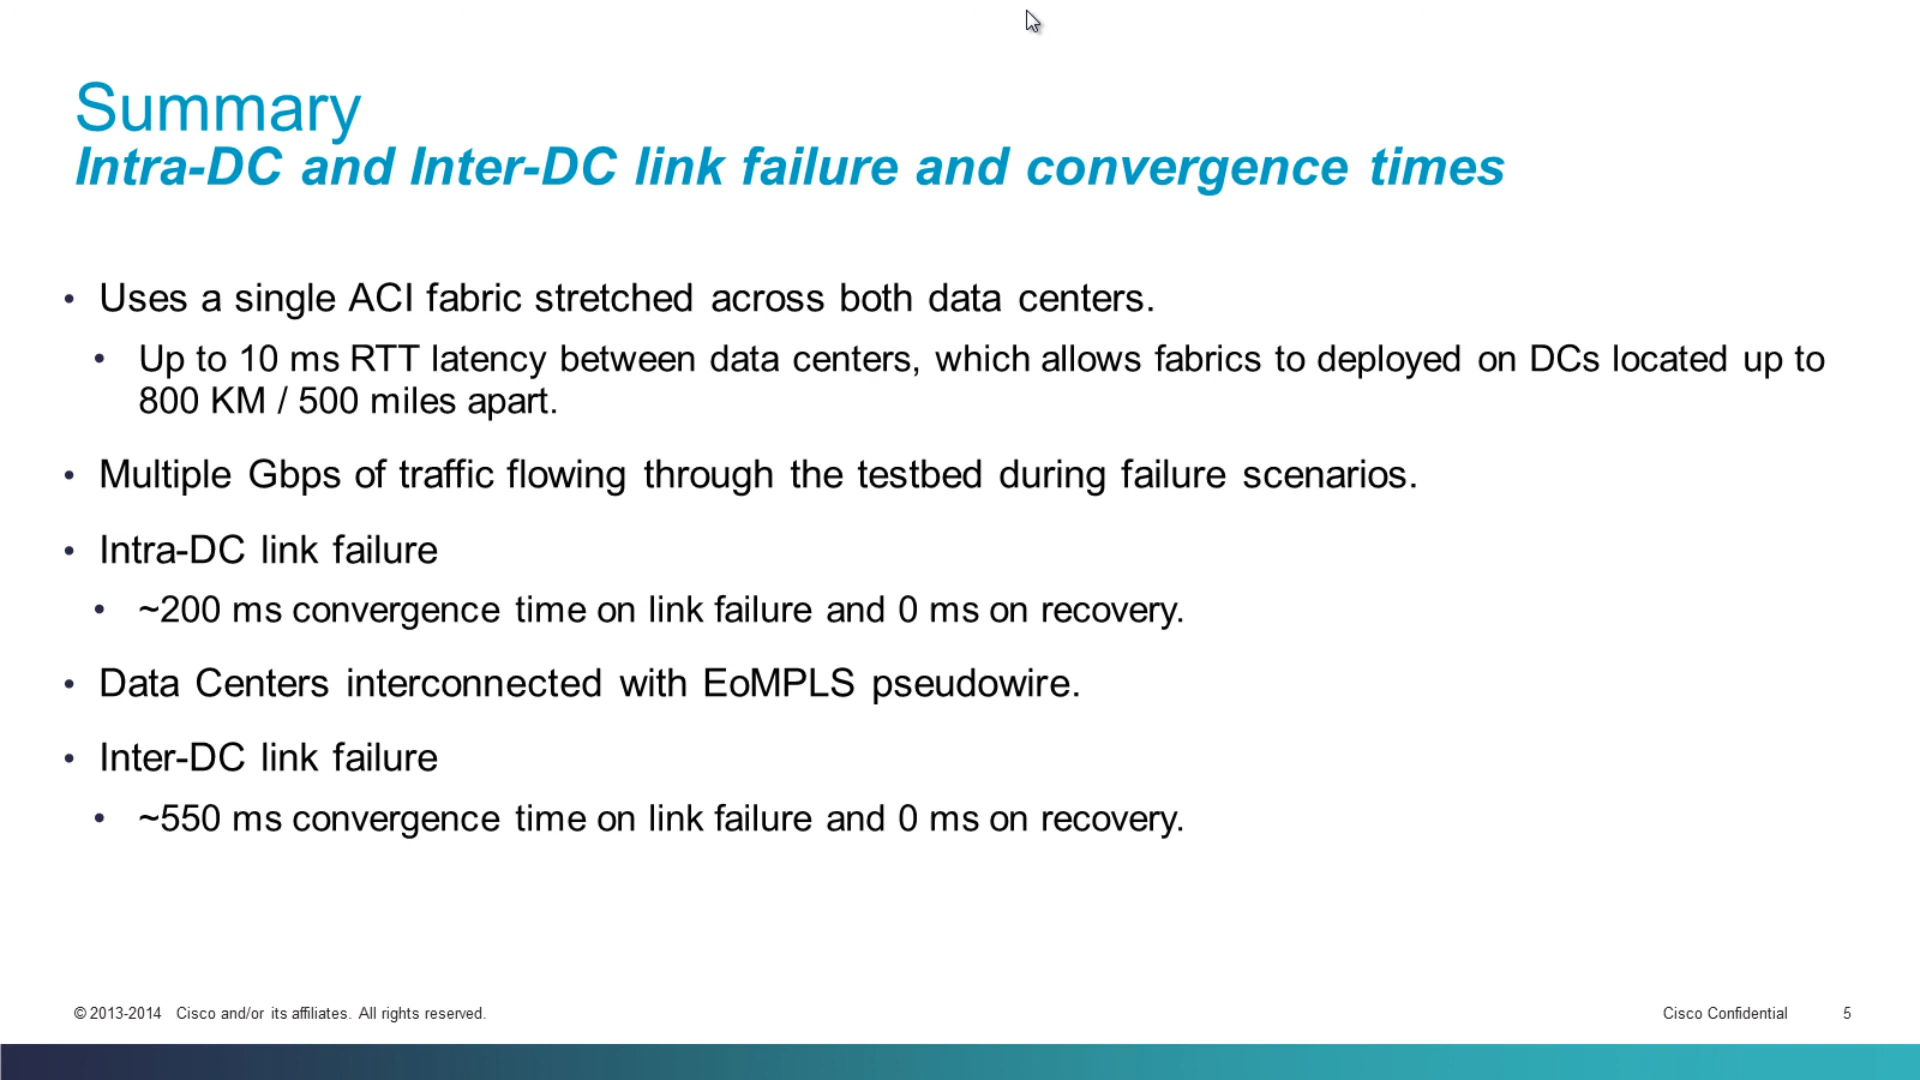 Summary
Intra-DC and Inter-DC link failure and convergence times
• Uses a single ACI fabric stretched across both data centers.
• Up to 10 ms RTT latency between data centers, which allows fabrics to deployed on DCs located up to
800 KM / 500 miles apart.
• Multiple Gbps of traffic flowing through the testbed during failure scenarios.
• Intra-DC link failure
• ~200 ms convergence time on link failure and 0 ms on recovery.
• Data Centers interconnected with EoMPLS pseudowire.
• Inter-DC link failure
• ~550 ms convergence time on link failure and 0 ms on recovery.
© 2013-2014 Cisco and/or its affiliates. All rights reserved.
Cisco Confidential 5